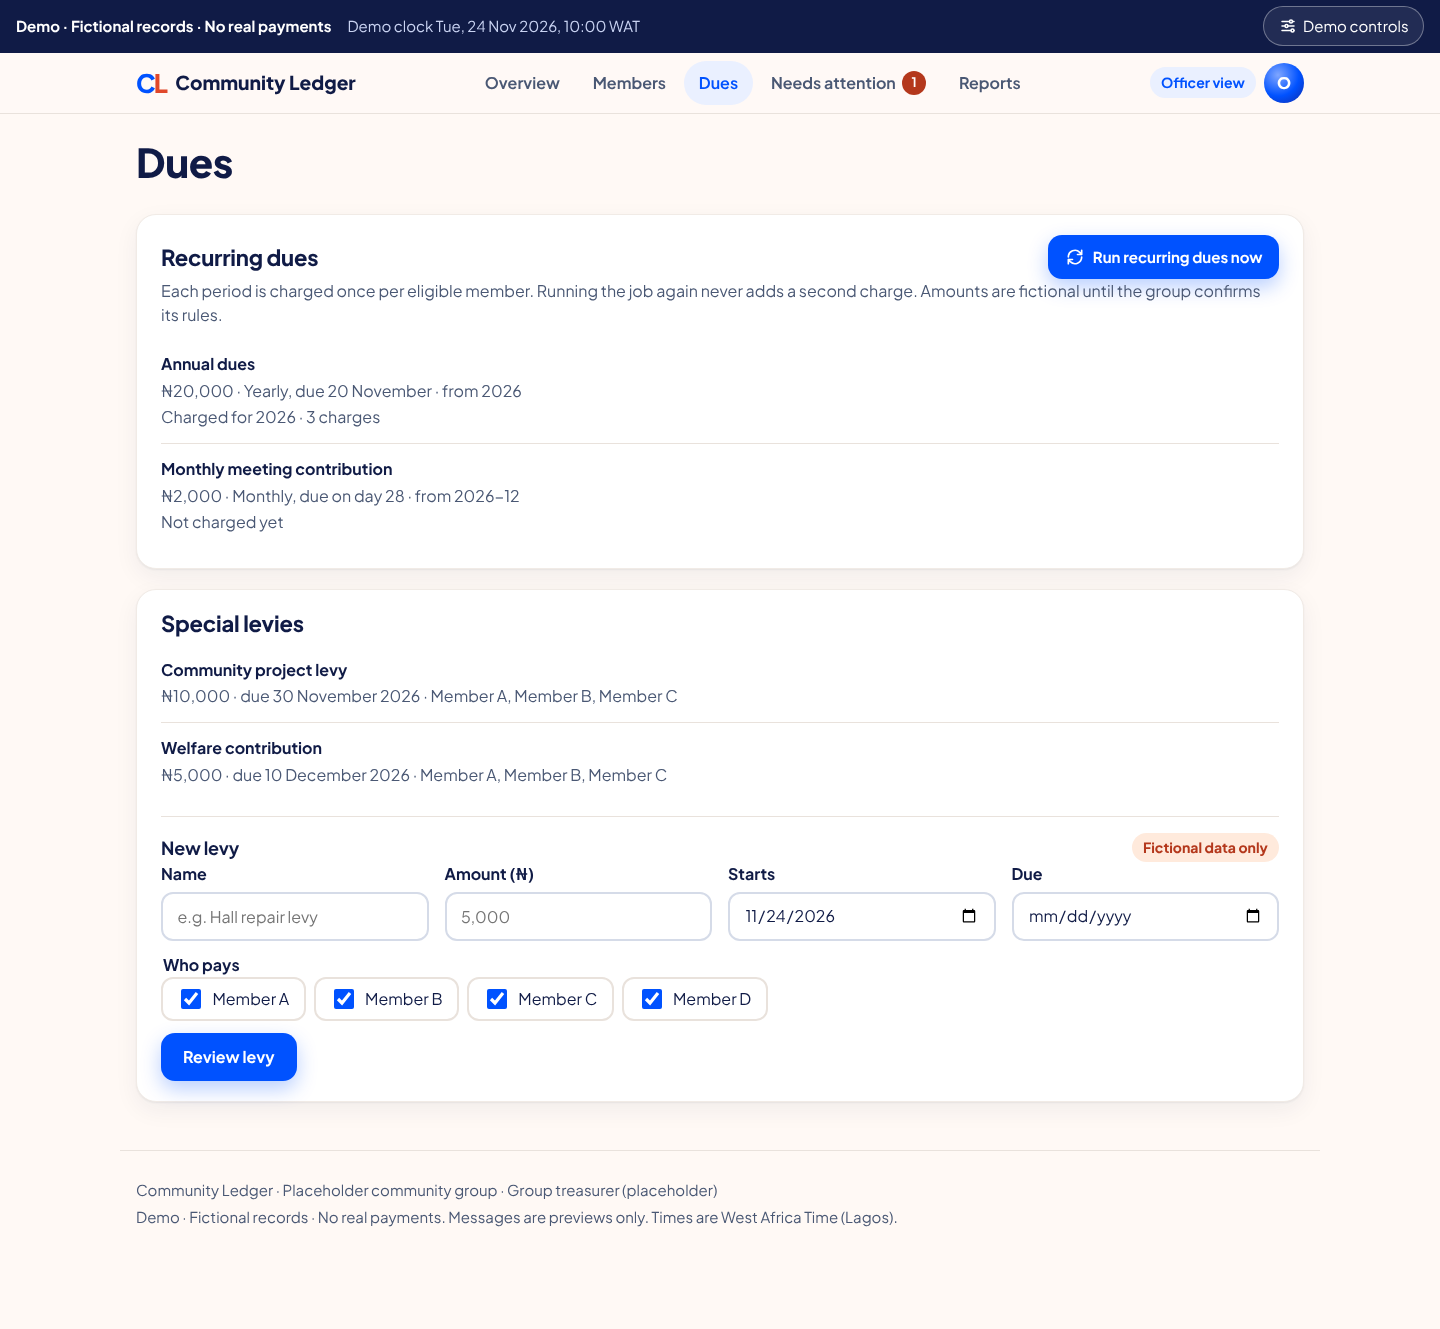 Demo · Fictional records · No real payments Demo clock Tue, 24 Nov 2026, 10:00 WAT Demo controls
CL Community Ledger Overview Members Dues Needs attention 1 Reports Officer view O
Dues
Recurring dues Run recurring dues now
Each period is charged once per eligible member. Running the job again never adds a second charge. Amounts are fictional until the group confirms
its rules.
Annual dues
₦20,000 · Yearly, due 20 November · from 2026
Charged for 2026 · 3 charges
Monthly meeting contribution
₦2,000 · Monthly, due on day 28 · from 2026-12
Not charged yet
Special levies
Community project levy
₦10,000 · due 30 November 2026 · Member A, Member B, Member C
Welfare contribution
₦5,000 · due 10 December 2026 · Member A, Member B, Member C
New levy Fictional data only
Name Amount (₦) Starts Due
e.g. Hall repair levy 5,000 11/24/2026 mm/dd/yyyy
Who pays
Member A Member B Member C Member D
Review levy
Community Ledger · Placeholder community group · Group treasurer (placeholder)
Demo · Fictional records · No real payments. Messages are previews only. Times are West Africa Time (Lagos).